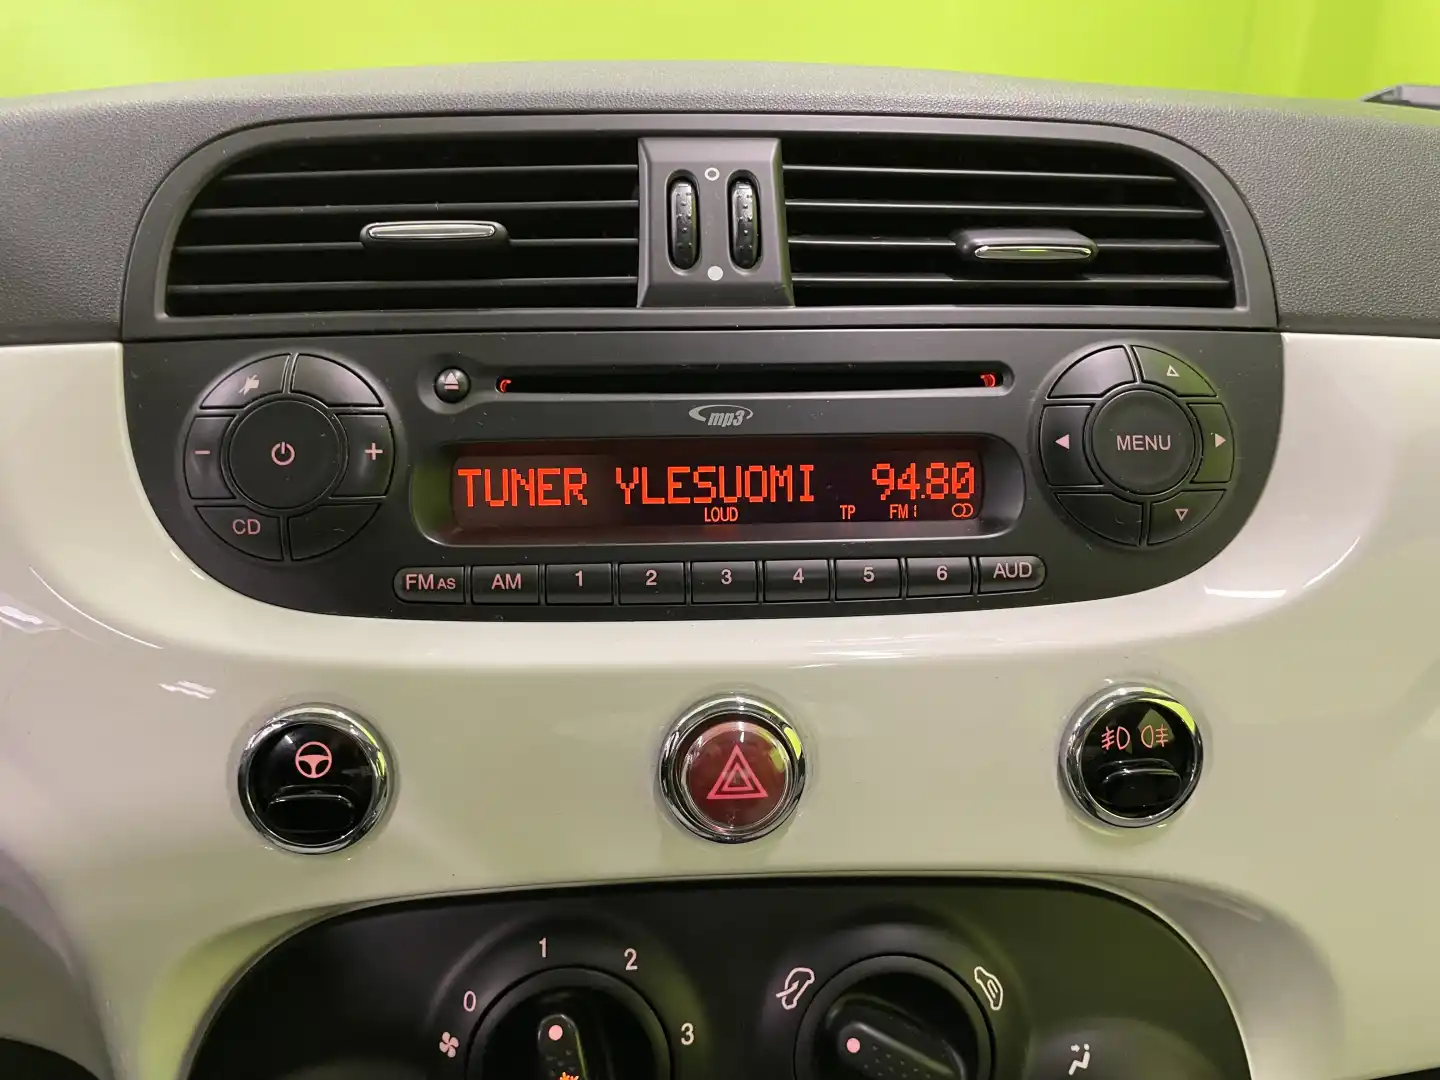 mp3
TUNER YLESUOMI 94.80
LOUD TP FM1
MENU
CD
FM AS AM 1 2 3 4 5 6 AUD
0 1 2 3